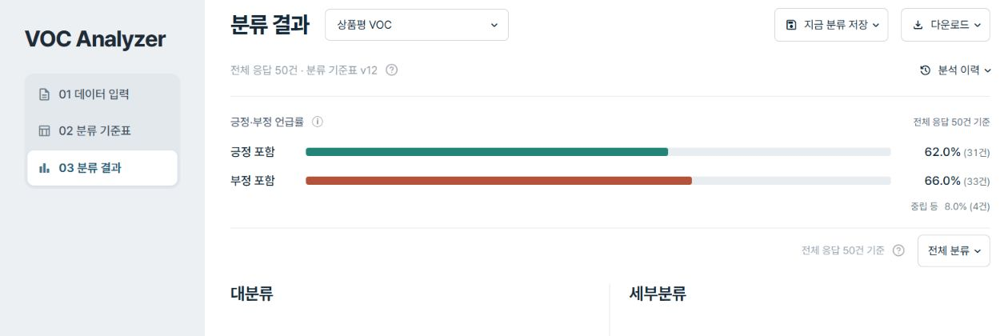 VOC Analyzer
01 데이터 입력
02 분류 기준표
03 분류 결과
분류 결과
상품평 VOC
지금 분류 저장
다운로드
전체 응답 50건 · 분류 기준표 v12 ?
분석 이력
긍정·부정 언급률
전체 응답 50건 기준
긍정 포함 62.0% (31건)
부정 포함 66.0% (33건)
중립 등 8.0% (4건)
전체 응답 50건 기준 ?
전체 분류
대분류
세부분류